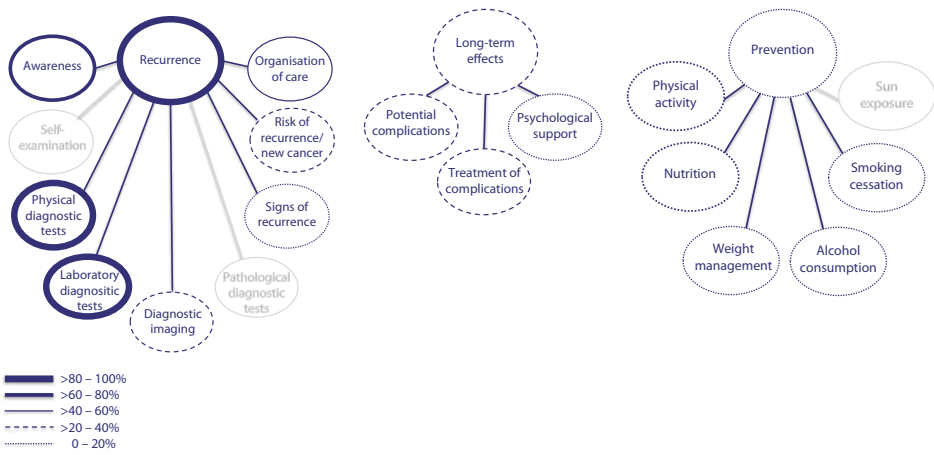 Awareness
Recurrence
Organisation
of care
Self-
examination
Risk of
recurrence/
new cancer
Physical
diagnostic
tests
Signs of
recurrence
Laboratory
diagnositic
tests
Pathological
diagnostic
tests
Diagnostic
imaging
Long-term
effects
Potential
complications
Psychological
support
Treatment of
complications
Prevention
Physical
activity
Sun
exposure
Nutrition
Smoking
cessation
Weight
management
Alcohol
consumption
>80 – 100%
>60 – 80%
>40 – 60%
>20 – 40%
0 – 20%